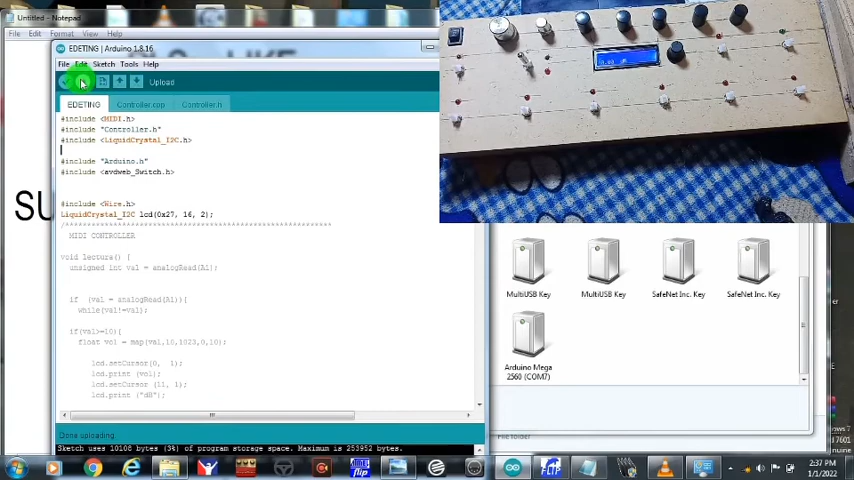 Untitled - Notepad
File Edit Format View Help
SU
LIKE
EDETING | Arduino 1.8.16
File Edit Sketch Tools Help
Upload
EDETING Controller.cpp Controller.h
#include <MIDI.h>
#include "Controller.h"
#include <LiquidCrystal_I2C.h>
#include "Arduino.h"
#include <avdweb_Switch.h>
#include <Wire.h>
LiquidCrystal_I2C lcd(0x27, 16, 2);
MIDI CONTROLLER
void lectura() {
unsigned int val = analogRead(A1);
if (val = analogRead(A1)){
while(val!=val);
if(val>=10){
float vol = map(val,18,1023,0,10);
lcd.setCursor(0, 1);
lcd.print (vol);
lcd.setCursor (11, 1);
lcd.print ("dB");
Done uploading
Sketch uses 10108 bytes (3%) of program storage space. Maximum is 253952 bytes.
MultiUSB Key MultiUSB Key SafeNet Inc. Key SafeNet Inc. Key
Arduino Mega
2560 (COM7)
2:37 PM
1/1/2022